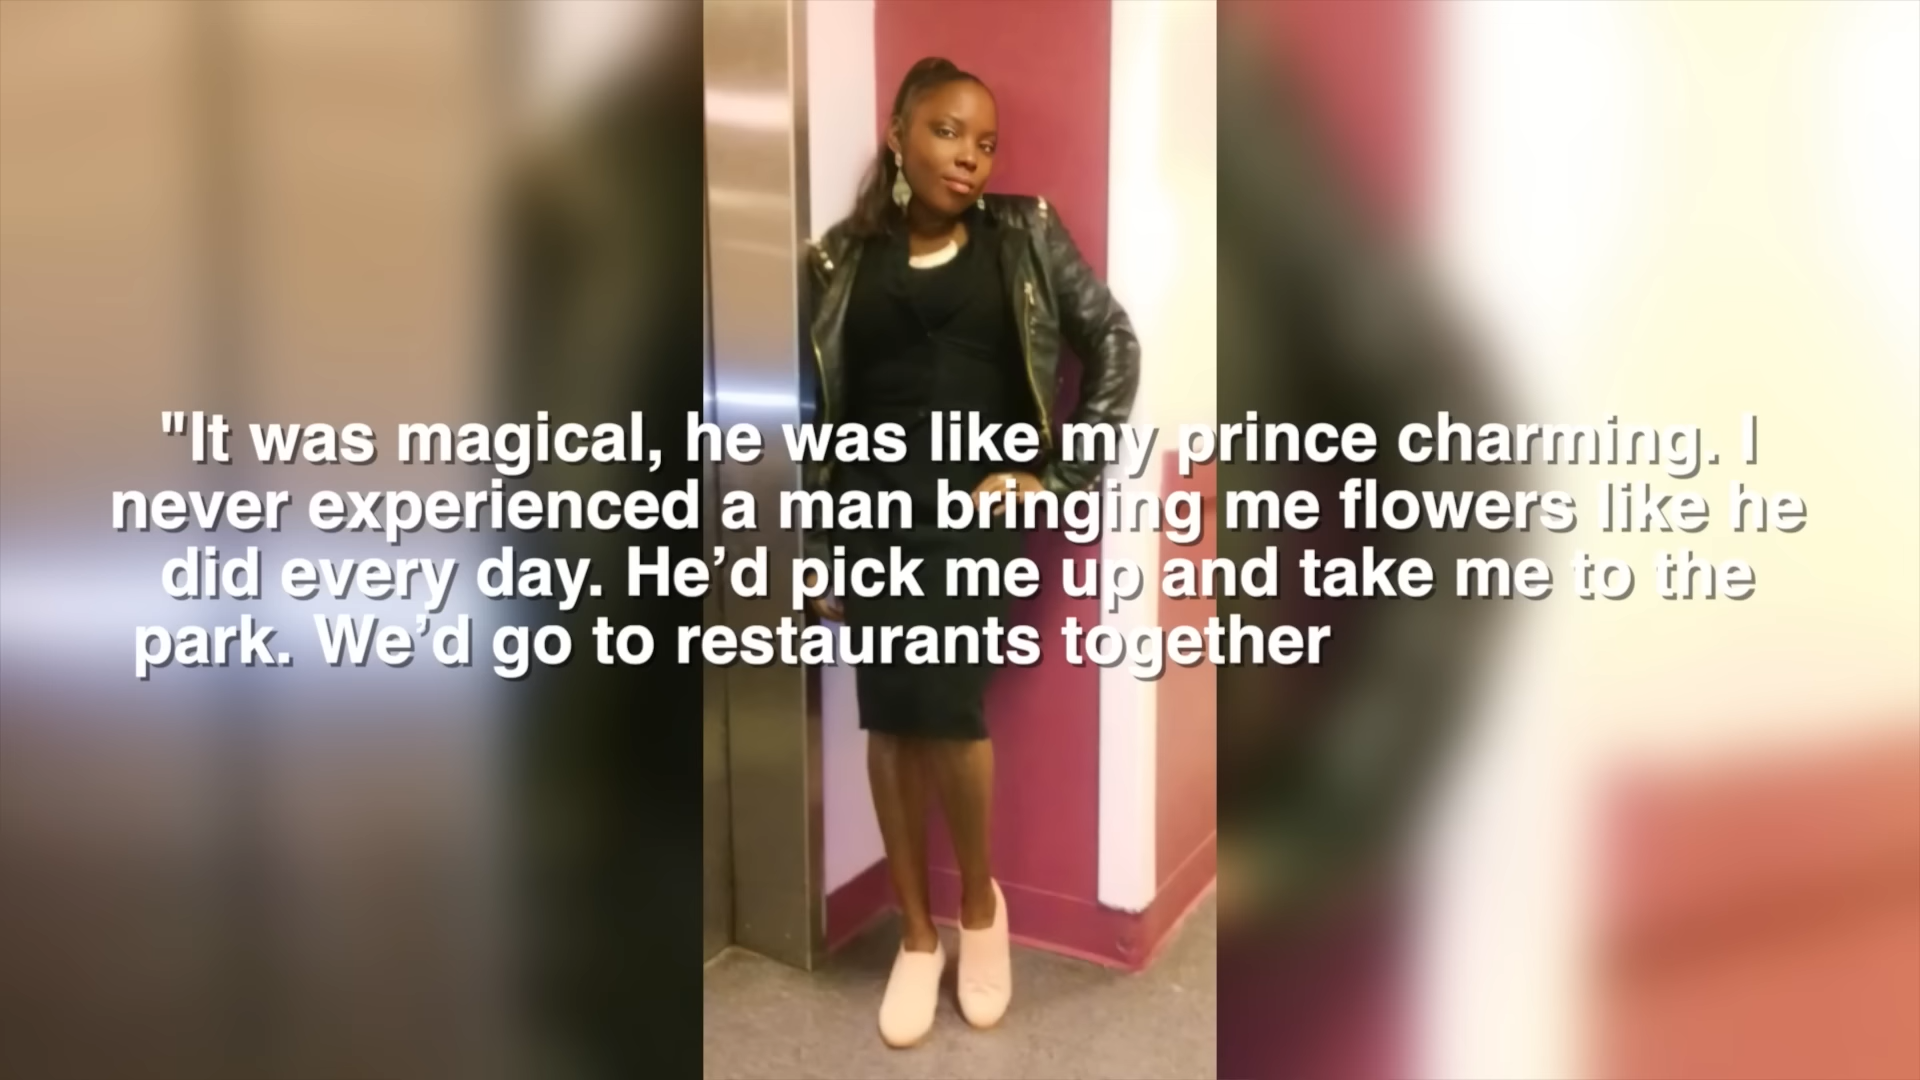 "It was magical, he was like my prince charming. I
never experienced a man bringing me flowers like he
did every day. He’d pick me up and take me to the
park. We’d go to restaurants together